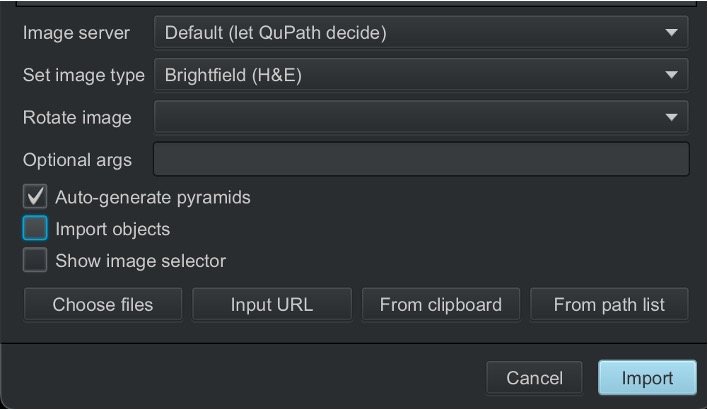 Image server Default (let QuPath decide)
Set image type Brightfield (H&E)
Rotate image
Optional args
Auto-generate pyramids
Import objects
Show image selector
Choose files Input URL From clipboard From path list
Cancel Import